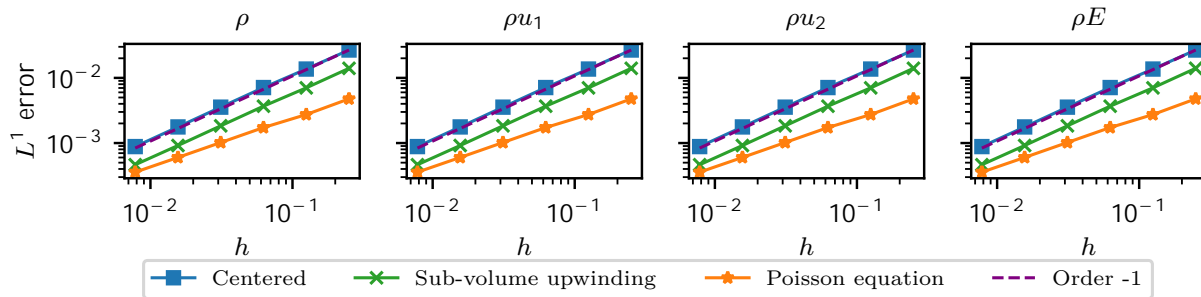 ρ ρu₁ ρu₂ ρE
L¹ error
10⁻²
10⁻³
10⁻² 10⁻¹ 10⁻² 10⁻¹ 10⁻² 10⁻¹ 10⁻² 10⁻¹
h h h h
Centered Sub-volume upwinding Poisson equation Order -1